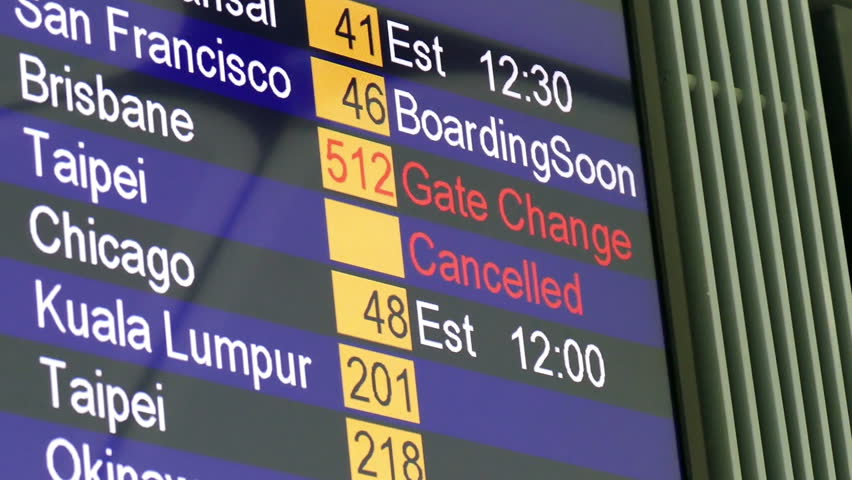 41 Est 12:30
San Francisco 46 BoardingSoon
Brisbane 512 Gate Change
Taipei Cancelled
Chicago 48 Est 12:00
Kuala Lumpur 201
Taipei 218